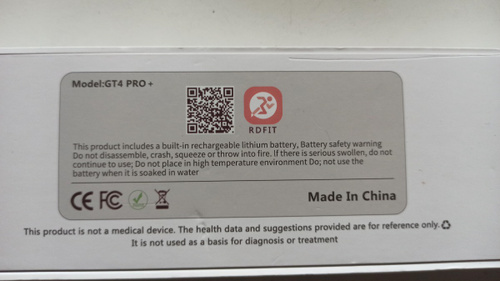 Model:GT4 PRO+
RDFIT
This product includes a built-in rechargeable lithium battery, Battery safety warning
Do not disassemble, crash, squeeze or throw into fire. If there is serious swollen, do not
continue to use; Do not place in high temperature environment Do; not use the
battery when it is soaked in water
CE FC
Made In China
This product is not a medical device. The health data and suggestions provided are for reference only.
It is not used as a basis for diagnosis or treatment